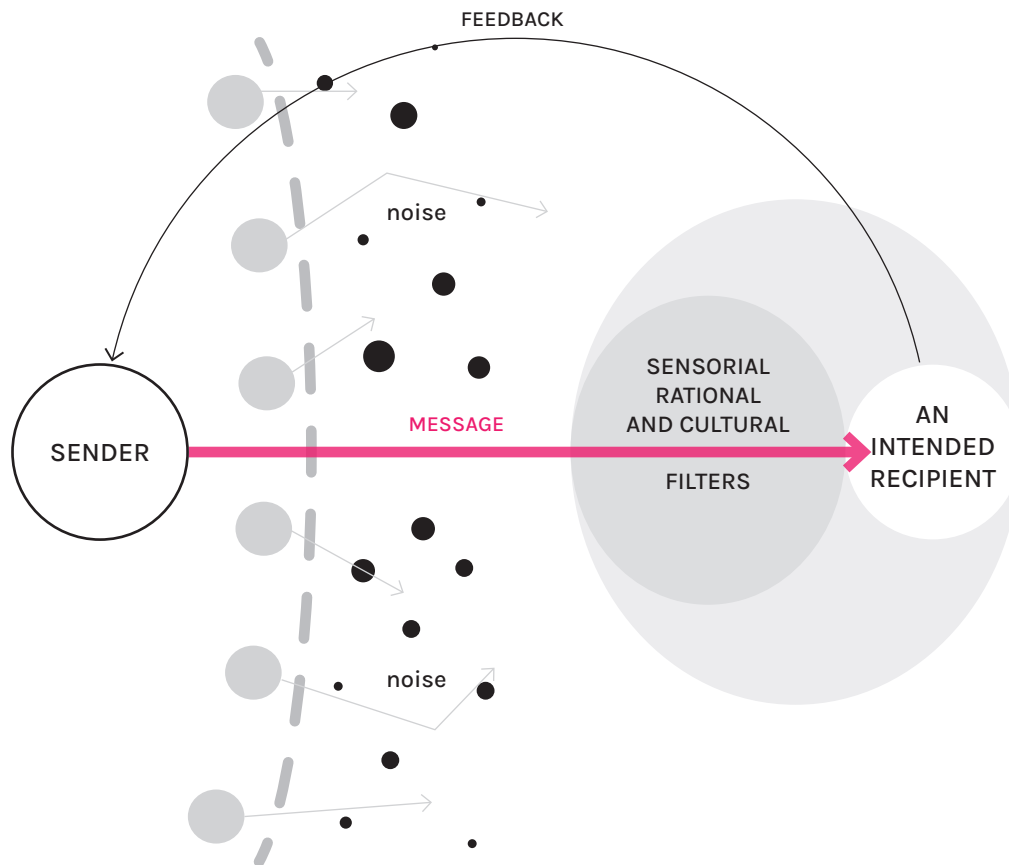 FEEDBACK
noise
SENSORIAL
RATIONAL
AND CULTURAL
FILTERS
MESSAGE
SENDER
AN
INTENDED
RECIPIENT
noise